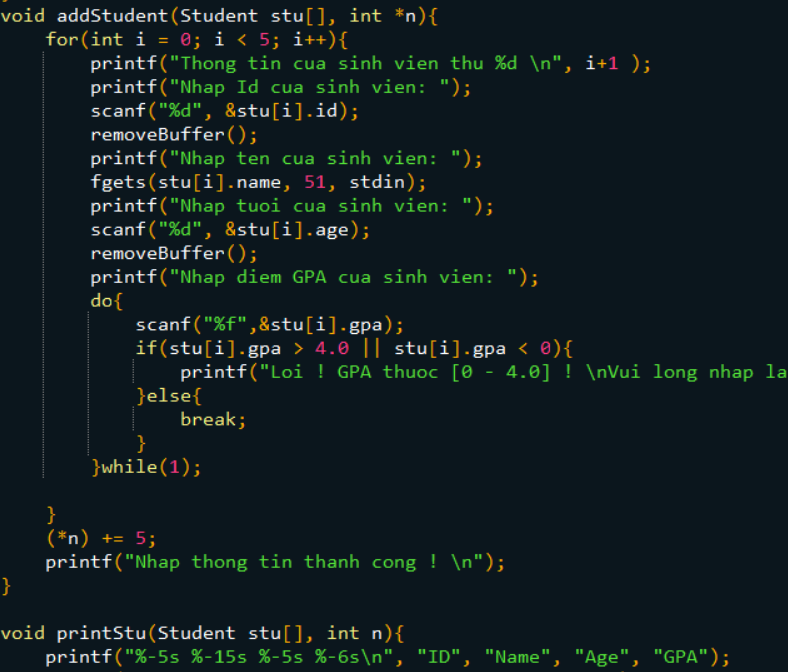 void addStudent(Student stu[], int *n){
    for(int i = 0; i < 5; i++){
        printf("Thong tin cua sinh vien thu %d \n", i+1 );
        printf("Nhap Id cua sinh vien: ");
        scanf("%d", &stu[i].id);
        removeBuffer();
        printf("Nhap ten cua sinh vien: ");
        fgets(stu[i].name, 51, stdin);
        printf("Nhap tuoi cua sinh vien: ");
        scanf("%d", &stu[i].age);
        removeBuffer();
        printf("Nhap diem GPA cua sinh vien: ");
        do{
            scanf("%f",&stu[i].gpa);
            if(stu[i].gpa > 4.0 || stu[i].gpa < 0){
                printf("Loi ! GPA thuoc [0 - 4.0] ! \nVui long nhap la
            }else{
                break;
            }
        }while(1);
    }
    (*n) += 5;
    printf("Nhap thong tin thanh cong ! \n");
}
void printStu(Student stu[], int n){
    printf("%-5s %-15s %-5s %-6s\n", "ID", "Name", "Age", "GPA");